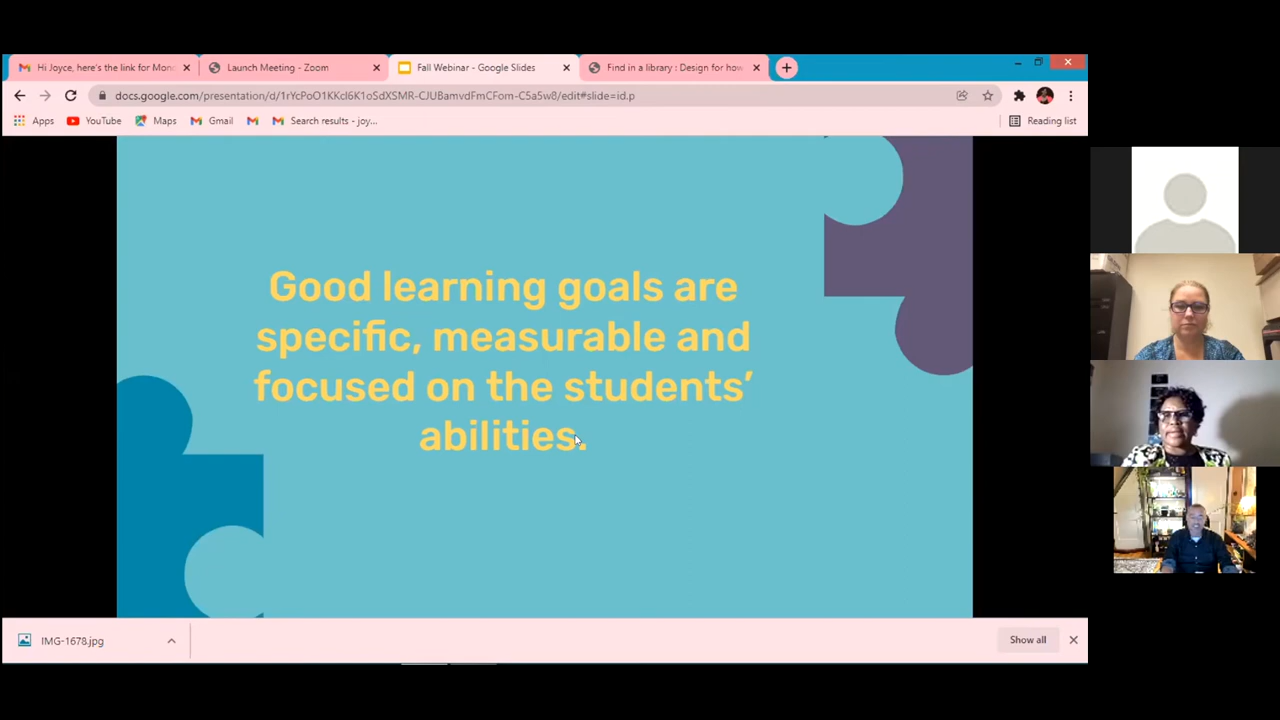 Hi Joyce, here's the link for Mon
Launch Meeting - Zoom
Fall Webinar - Google Slides
Find in a library : Design for how
docs.google.com/presentation/d/1rYcPoO1KKcl6K1oSdXSMR-CJUBamvdFmCFom-C5a5w8/edit#slide=id.p
Apps
YouTube
Maps
Gmail
Search results - joy...
Reading list
Good learning goals are
specific, measurable and
focused on the students’
abilities.
IMG-1678.jpg
Show all